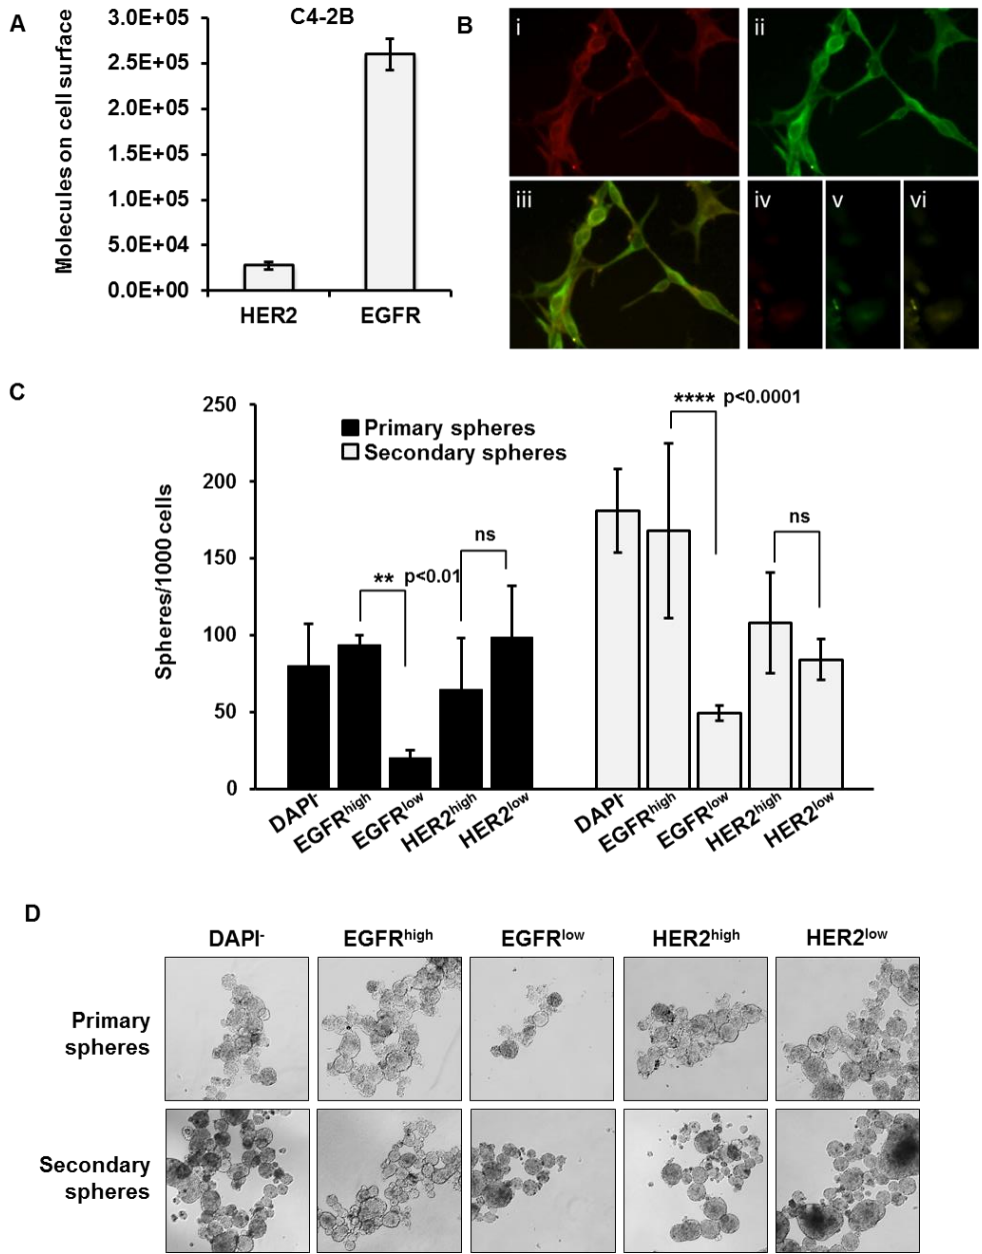 A
C4-2B
Molecules on cell surface
3.0E+05
2.5E+05
2.0E+05
1.5E+05
1.0E+05
5.0E+04
0.0E+00
HER2 EGFR
B
i ii
iii iv v vi
C
Spheres/1000 cells
250
200
150
100
50
0
Primary spheres
Secondary spheres
** p<0.01
ns
**** p<0.0001
ns
DAPI- EGFRhigh EGFRlow HER2high HER2low
DAPI- EGFRhigh EGFRlow HER2high HER2low
D
DAPI- EGFRhigh EGFRlow HER2high HER2low
Primary
spheres
Secondary
spheres